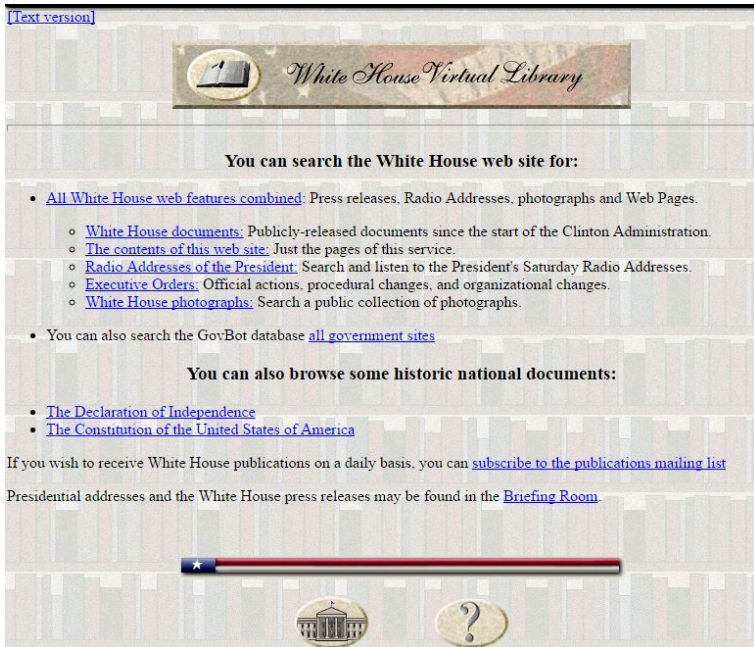 [Text version]
White House Virtual Library
You can search the White House web site for:
All White House web features combined: Press releases, Radio Addresses, photographs and Web Pages.
White House documents: Publicly-released documents since the start of the Clinton Administration.
The contents of this web site: Just the pages of this service.
Radio Addresses of the President: Search and listen to the President's Saturday Radio Addresses.
Executive Orders: Official actions, procedural changes, and organizational changes.
White House photographs: Search a public collection of photographs.
You can also search the GovBot database all government sites
You can also browse some historic national documents:
The Declaration of Independence
The Constitution of the United States of America
If you wish to receive White House publications on a daily basis, you can subscribe to the publications mailing list
Presidential addresses and the White House press releases may be found in the Briefing Room.
?